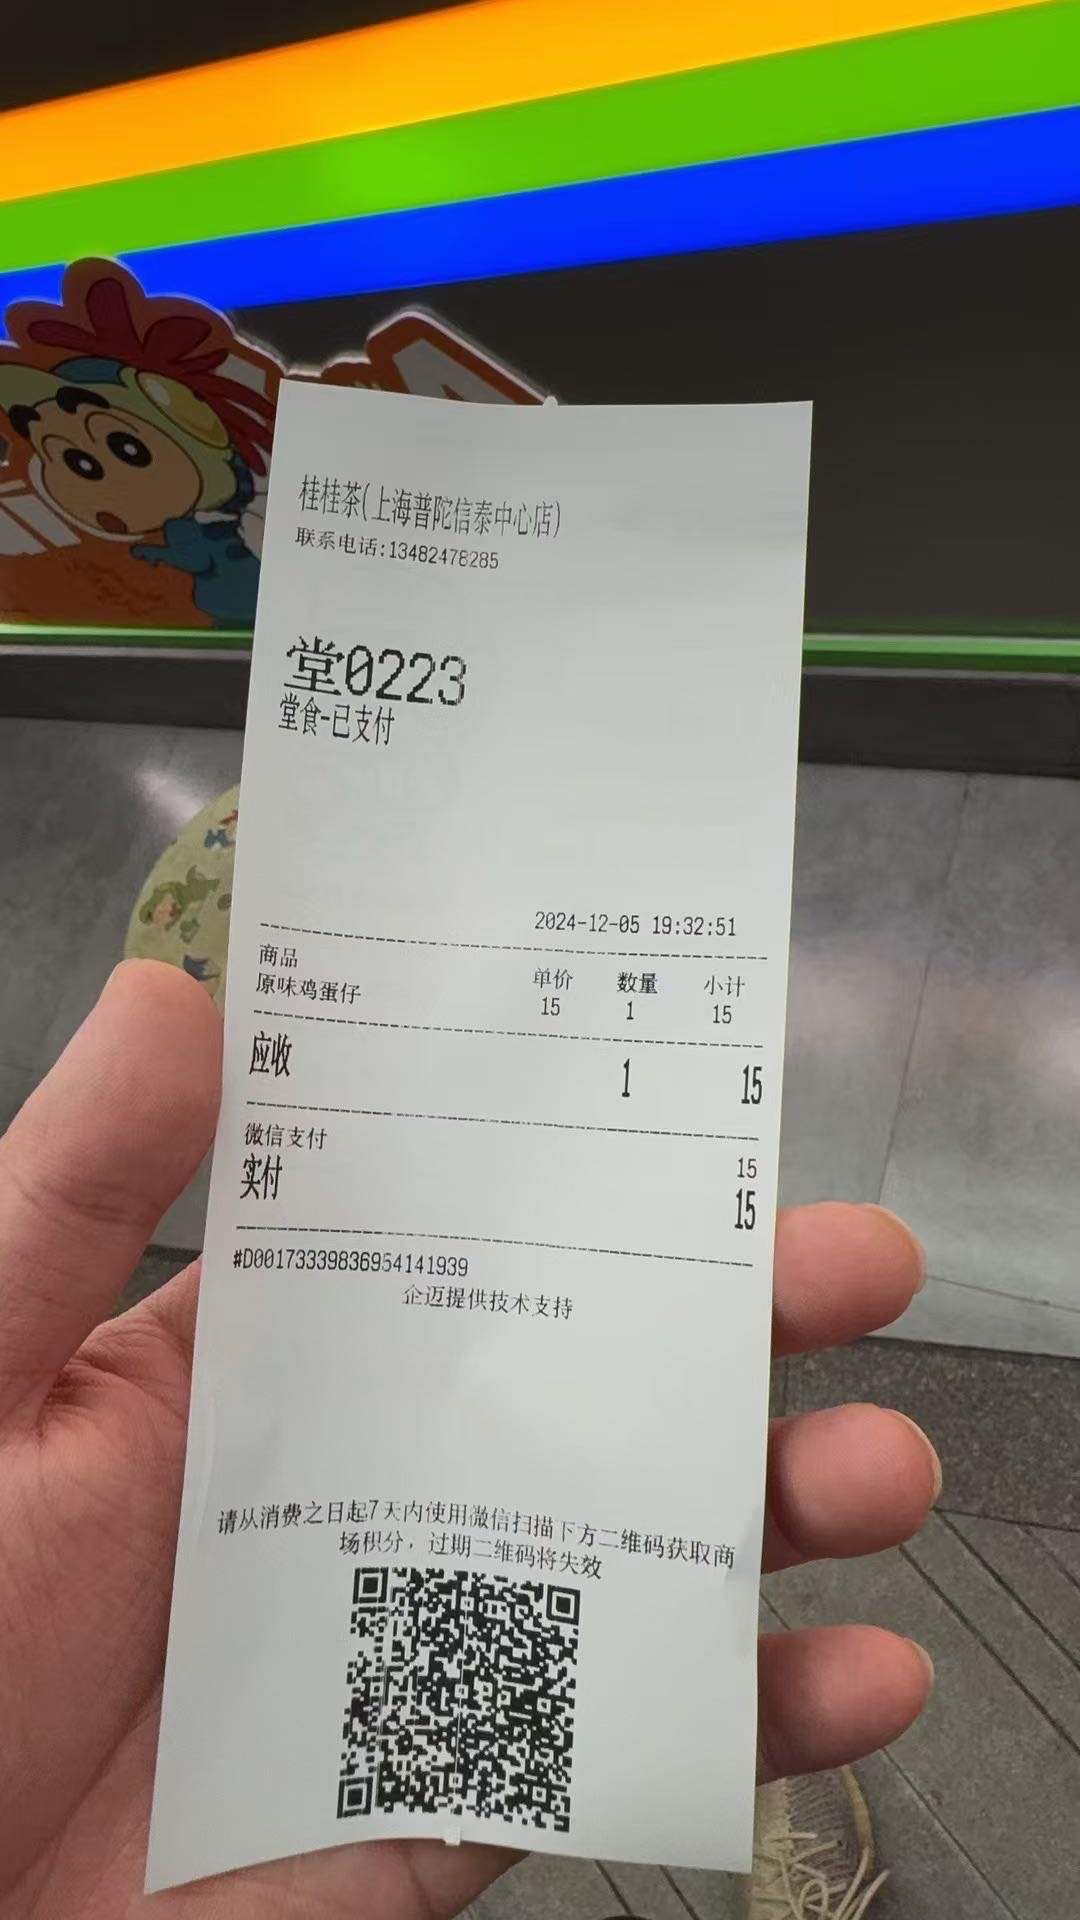 桂桂茶(上海普陀信泰中心店)
联系电话:13482478285
堂0223
堂食-已支付
2024-12-05 19:32:51
商品 单价 数量 小计
原味鸡蛋仔 15 1 15
应收 1 15
微信支付 15
实付 15
#D00173339836954141939
企迈提供技术支持
请从消费之日起7天内使用微信扫描下方二维码获取商
场积分，过期二维码将失效